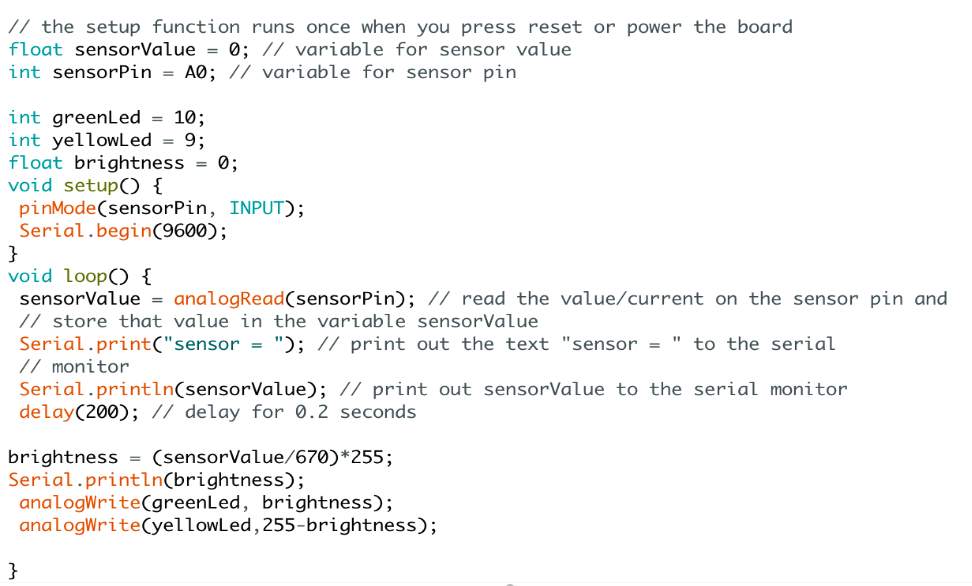 // the setup function runs once when you press reset or power the board
float sensorValue = 0; // variable for sensor value
int sensorPin = A0; // variable for sensor pin
int greenLed = 10;
int yellowLed = 9;
float brightness = 0;
void setup() {
pinMode(sensorPin, INPUT);
Serial.begin(9600);
}
void loop() {
sensorValue = analogRead(sensorPin); // read the value/current on the sensor pin and
// store that value in the variable sensorValue
Serial.print("sensor = "); // print out the text "sensor = " to the serial
// monitor
Serial.println(sensorValue); // print out sensorValue to the serial monitor
delay(200); // delay for 0.2 seconds
brightness = (sensorValue/670)*255;
Serial.println(brightness);
analogWrite(greenLed, brightness);
analogWrite(yellowLed,255-brightness);
}